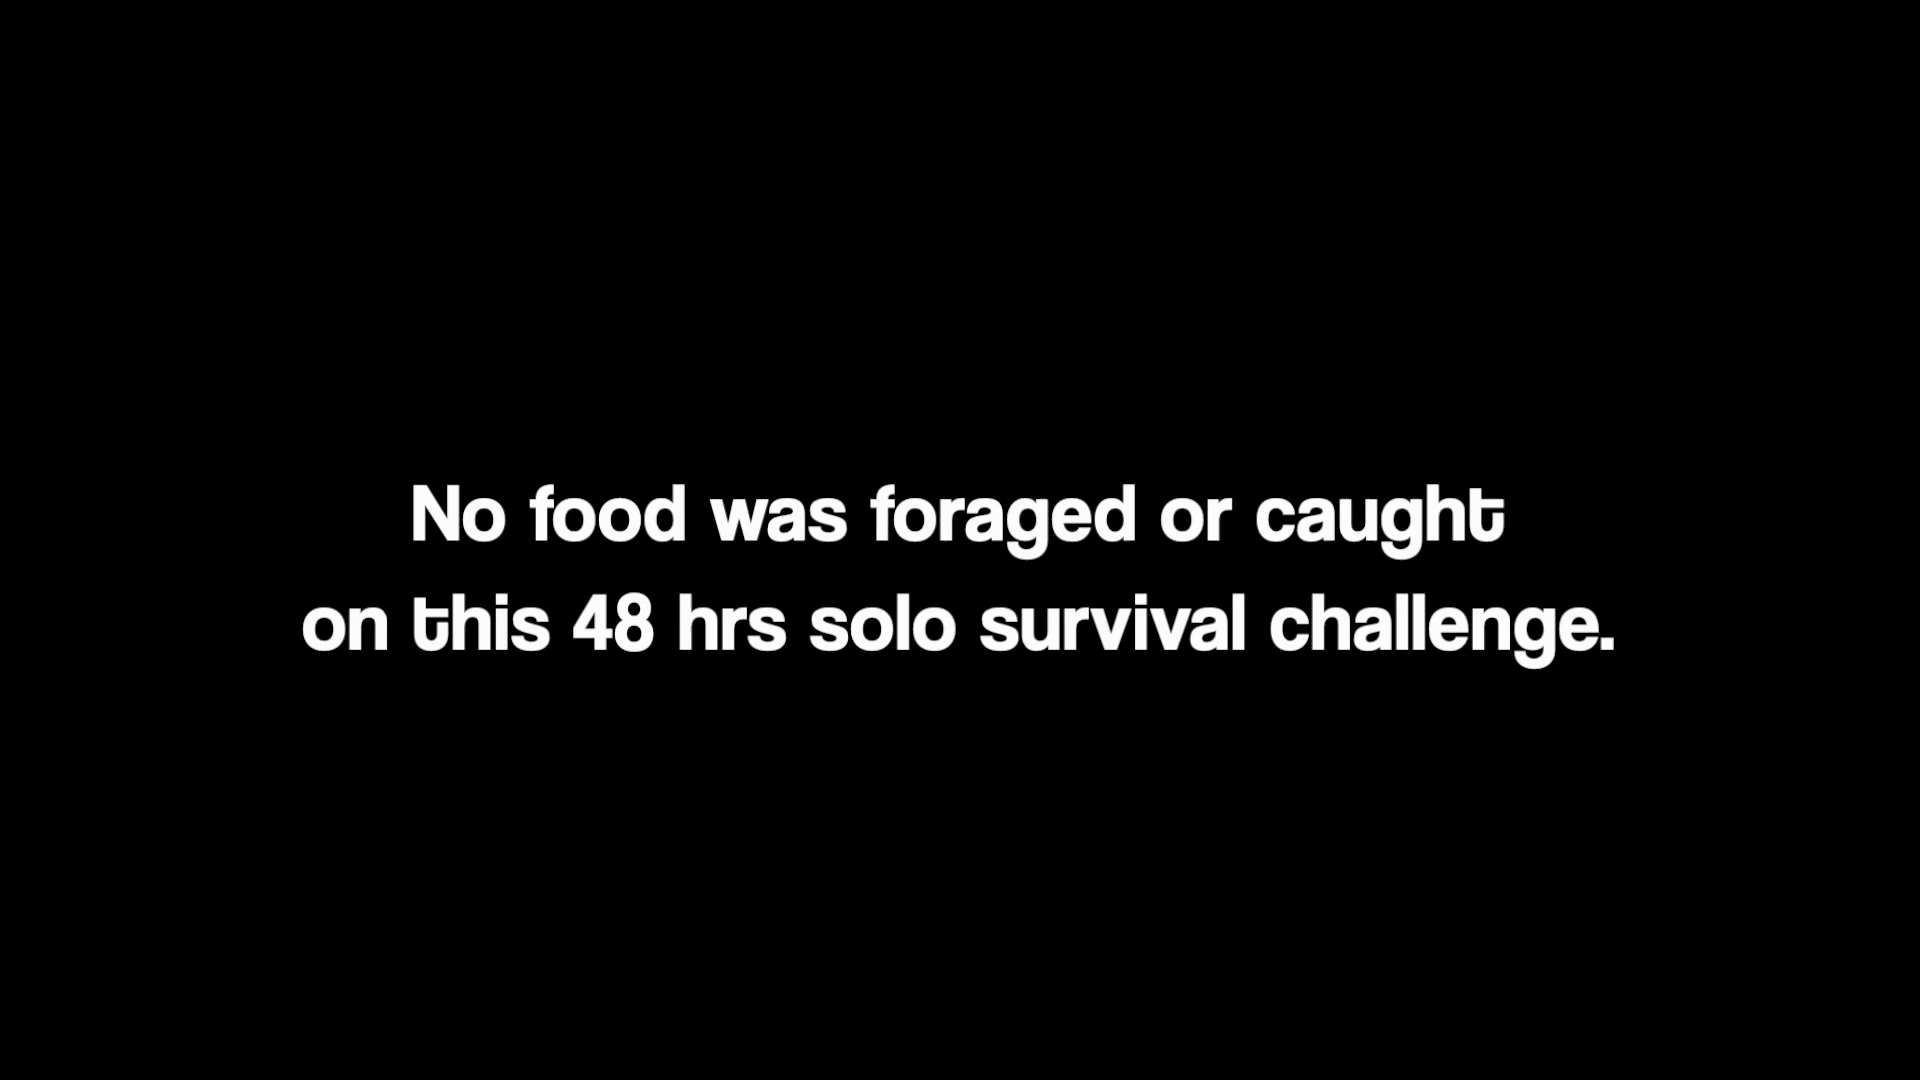 No food was foraged or caught
on this 48 hrs solo survival challenge.